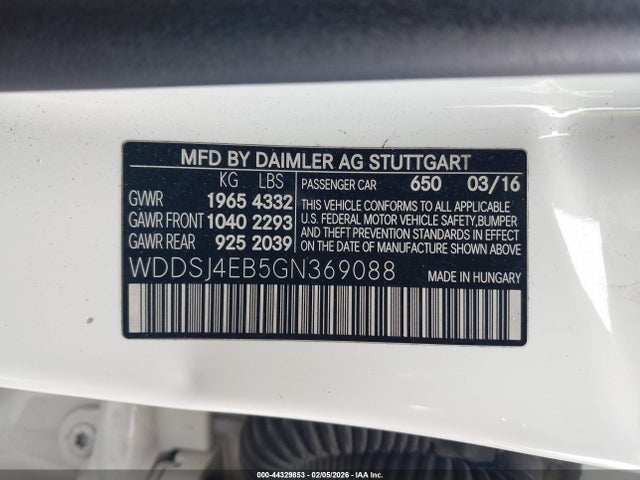 MFD BY DAIMLER AG STUTTGART
KG LBS
GVWR 1965 4332
GAWR FRONT 1040 2293
GAWR REAR 925 2039
PASSENGER CAR 650 03/16
THIS VEHICLE CONFORMS TO ALL APPLICABLE
U.S. FEDERAL MOTOR VEHICLE SAFETY, BUMPER
AND THEFT PREVENTION STANDARDS IN EFFECT
ON THE DATE OF MANUFACTURE SHOWN ABOVE.
WDDSJ4EB5GN369088
MADE IN HUNGARY
000-44329853 - 02/05/2026 - IAA Inc.